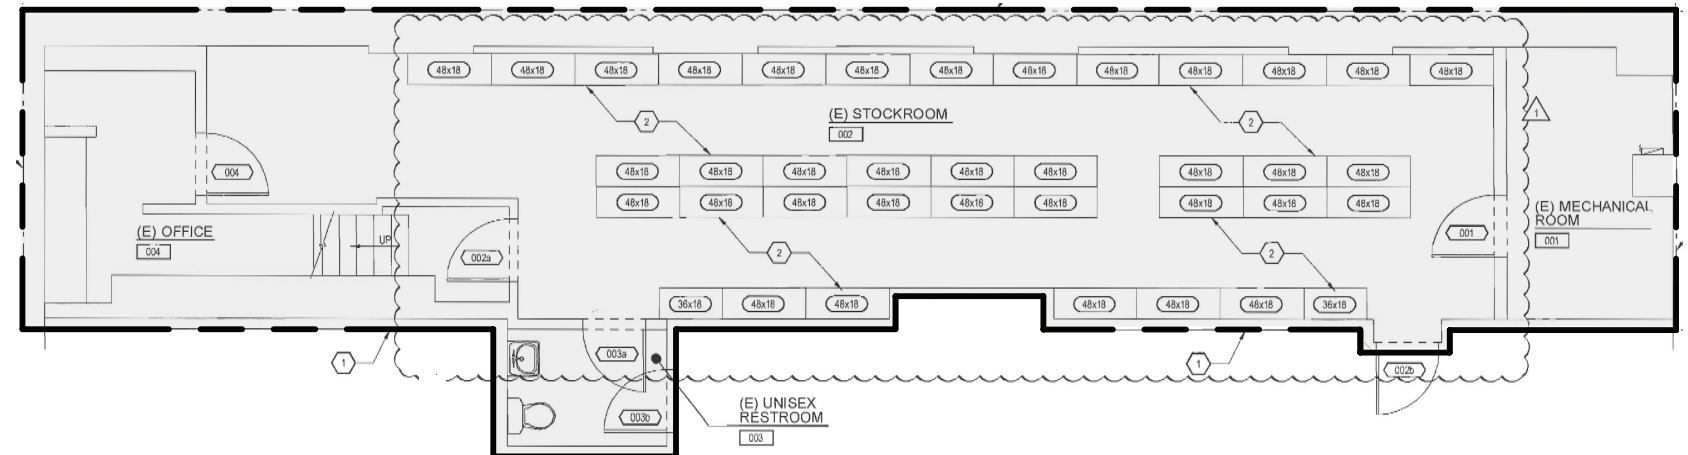 48x18 48x18 48x18 48x18 48x18 48x18 48x18 48x18 48x18 48x18 48x18 48x18 48x18
(E) STOCKROOM
002
2
2
1
004
48x18 48x18 48x18 48x18 48x18 48x18 48x18 48x18 48x18
48x18 48x18 48x18 48x18 48x18 48x18 48x18 48x18 48x18
(E) OFFICE
004
UP
002a
2
2
001
(E) MECHANICAL
ROOM
001
36x18 48x18 48x18 48x18 48x18 48x18 36x18
1
003a
1
002b
003b
(E) UNISEX
RESTROOM
003